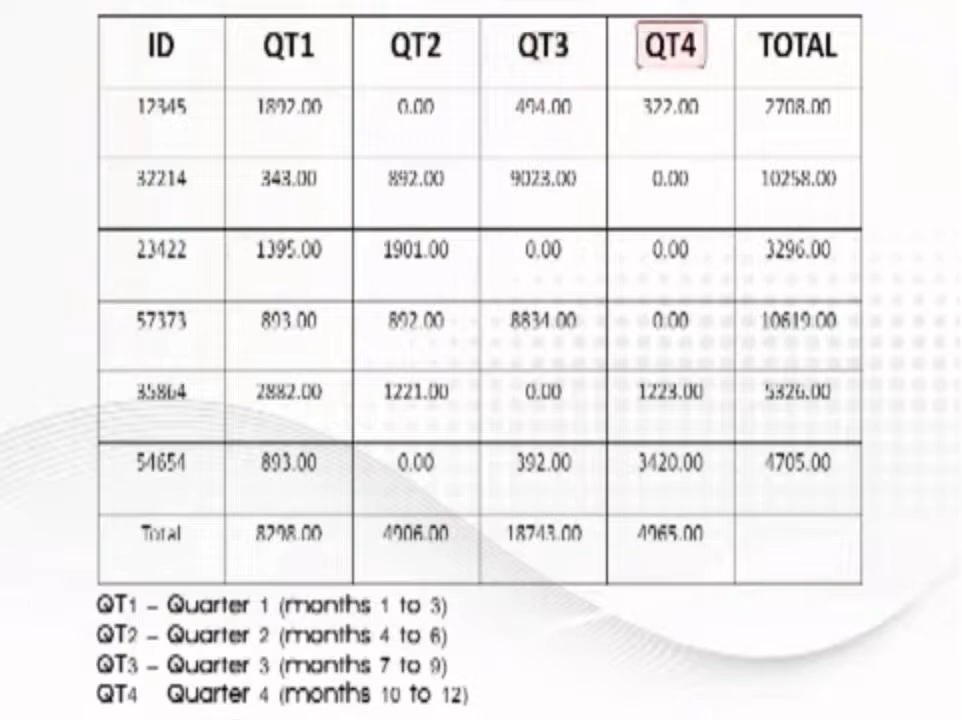 ID QT1 QT2 QT3 QT4 TOTAL
12345 1892.00 0.00 494.00 322.00 2708.00
32214 343.00 892.00 9023.00 0.00 10258.00
23422 1395.00 1901.00 0.00 0.00 3296.00
57373 893.00 892.00 8834.00 0.00 10619.00
35864 2882.00 1221.00 0.00 1223.00 5326.00
54654 893.00 0.00 392.00 3420.00 4705.00
Total 8298.00 4906.00 18743.00 4965.00
QT1 – Quarter 1 (months 1 to 3)
QT2 – Quarter 2 (months 4 to 6)
QT3 – Quarter 3 (months 7 to 9)
QT4 Quarter 4 (months 10 to 12)